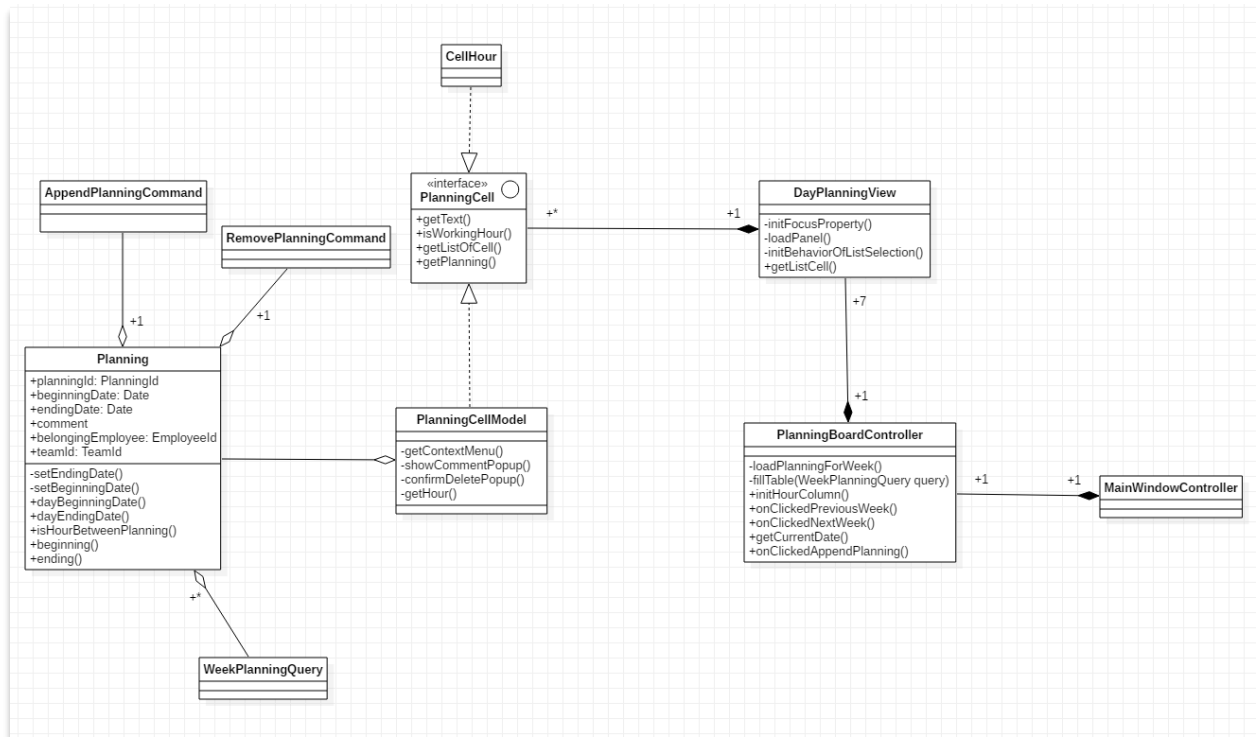 CellHour
«interface»
PlanningCell
+getText()
+isWorkingHour()
+getListOfCell()
+getPlanning()
+*
+1
DayPlanningView
-initFocusProperty()
-loadPanel()
-initBehaviorOfListSelection()
+getListCell()
AppendPlanningCommand
RemovePlanningCommand
+1
+1
+7
+1
Planning
+planningId: PlanningId
+beginningDate: Date
+endingDate: Date
+comment
+belongingEmployee: EmployeeId
+teamId: TeamId
-setEndingDate()
-setBeginningDate()
+dayBeginningDate()
+dayEndingDate()
+isHourBetweenPlanning()
+beginning()
+ending()
PlanningCellModel
-getContextMenu()
-showCommentPopup()
-confirmDeletePopup()
-getHour()
PlanningBoardController
-loadPlanningForWeek()
-fillTable(WeekPlanningQuery query)
+initHourColumn()
+onClickedPreviousWeek()
+onClickedNextWeek()
+getCurrentDate()
+onClickedAppendPlanning()
+1
+1
MainWindowController
+*
WeekPlanningQuery